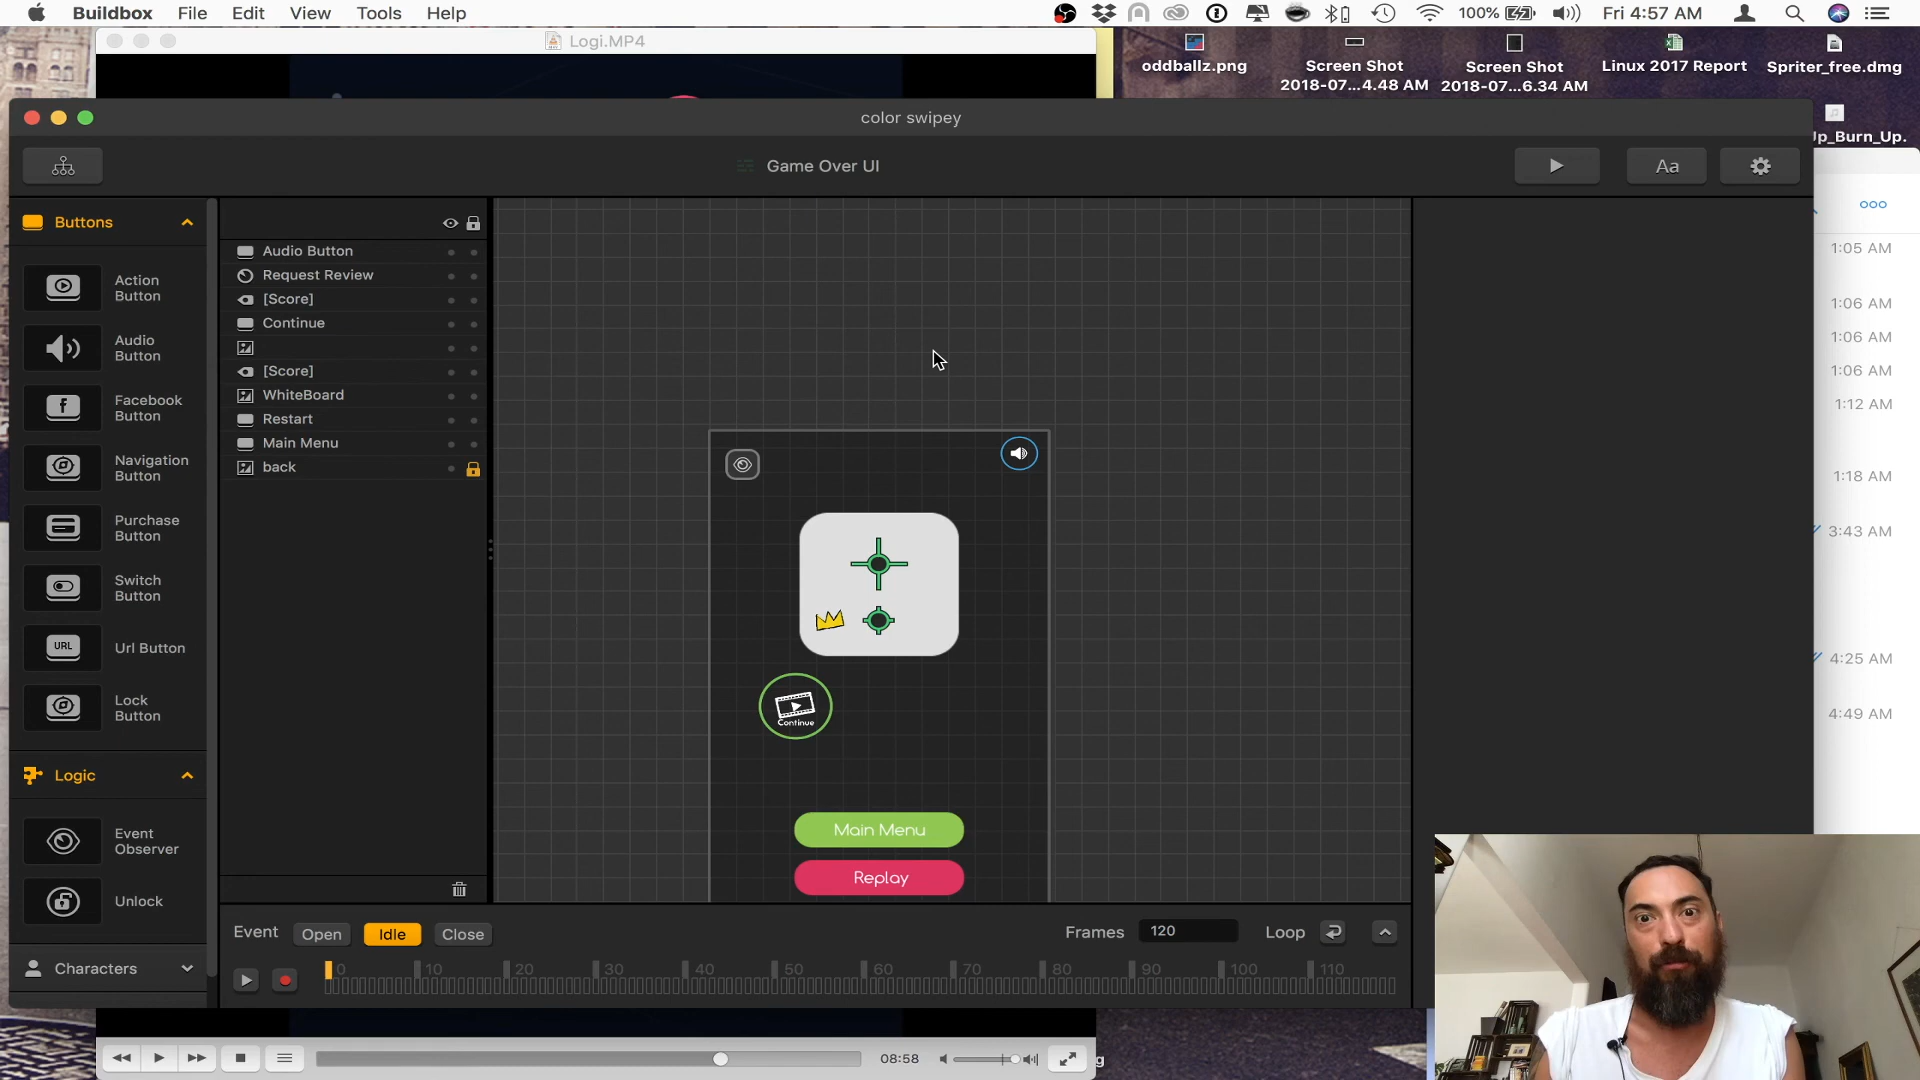 Buildbox File Edit View Tools Help
100% Fri 4:57 AM
Logi.MP4
oddballz.png
Screen Shot
2018-07...4.48 AM
Screen Shot
2018-07...6.34 AM
Linux 2017 Report
Spriter_free.dmg
Up_Burn_Up.
color swipey
Game Over UI
Aa
Buttons
Action
Button
Audio
Button
Facebook
Button
Navigation
Button
Purchase
Button
Switch
Button
URL
Url Button
Lock
Button
Logic
Event
Observer
Unlock
Characters
Audio Button
Request Review
[Score]
Continue
[Score]
WhiteBoard
Restart
Main Menu
back
Continue
Main Menu
Replay
1:05 AM
1:06 AM
1:06 AM
1:06 AM
1:12 AM
1:18 AM
3:43 AM
4:25 AM
4:49 AM
Event Open Idle Close
Frames 120 Loop
0 10 20 30 40 50 60 70 80 90 100 110
08:58
g